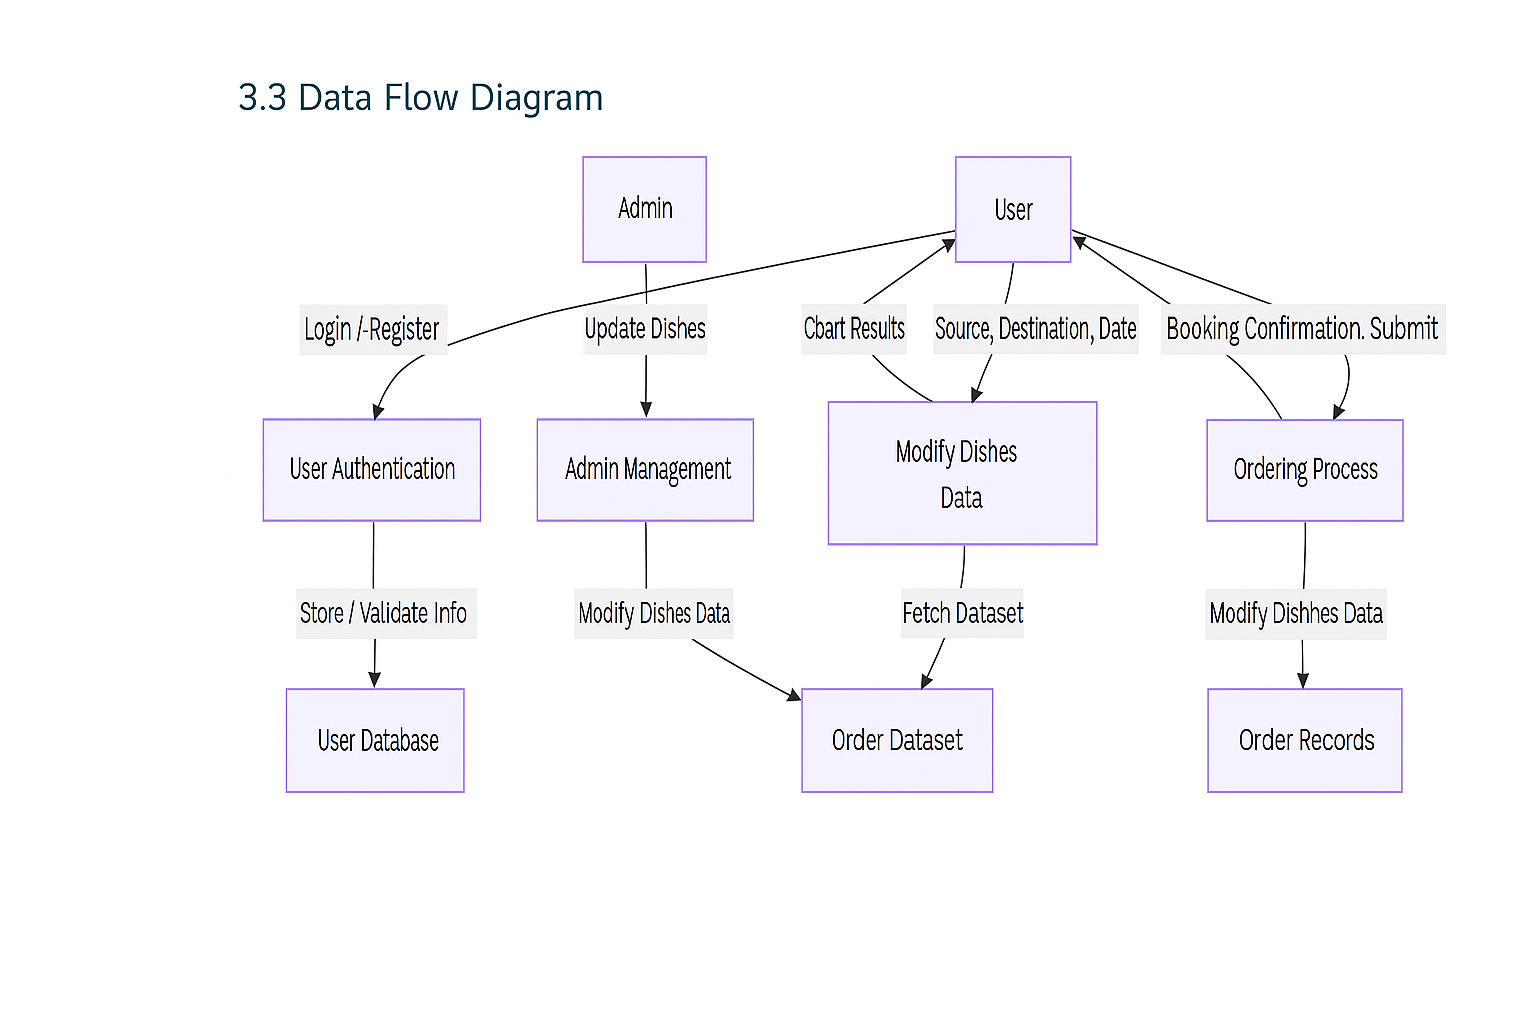 3.3 Data Flow Diagram
Admin
User
Login /-Register
Update Dishes
Cbart Results
Source, Destination, Date
Booking Confirmation. Submit
User Authentication
Admin Management
Modify Dishes
Data
Ordering Process
Store / Validate Info
Modify Dishes Data
Fetch Dataset
Modify Dishhes Data
User Database
Order Dataset
Order Records